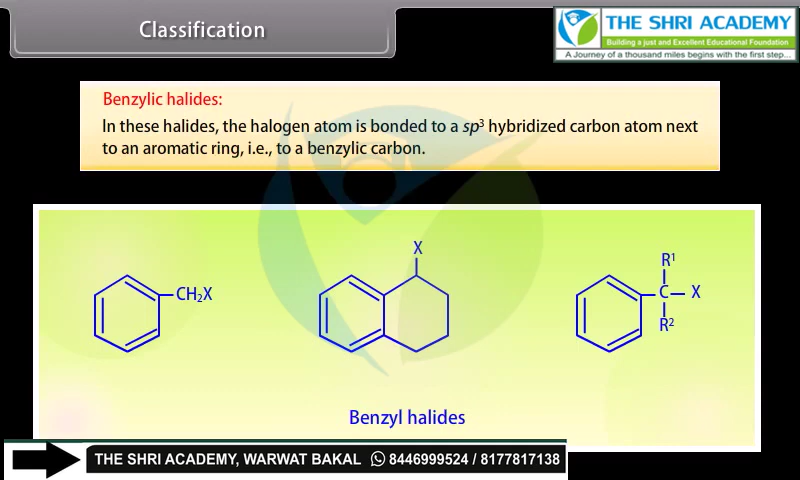 Classification
THE SHRI ACADEMY
Building a just and Excellent Educational Foundation
A Journey of a thousand miles begins with the first step...
Benzylic halides:
In these halides, the halogen atom is bonded to a sp³ hybridized carbon atom next
to an aromatic ring, i.e., to a benzylic carbon.
CH₂X
X
R¹
C
X
R²
Benzyl halides
THE SHRI ACADEMY, WARWAT BAKAL 8446999524 / 8177817138